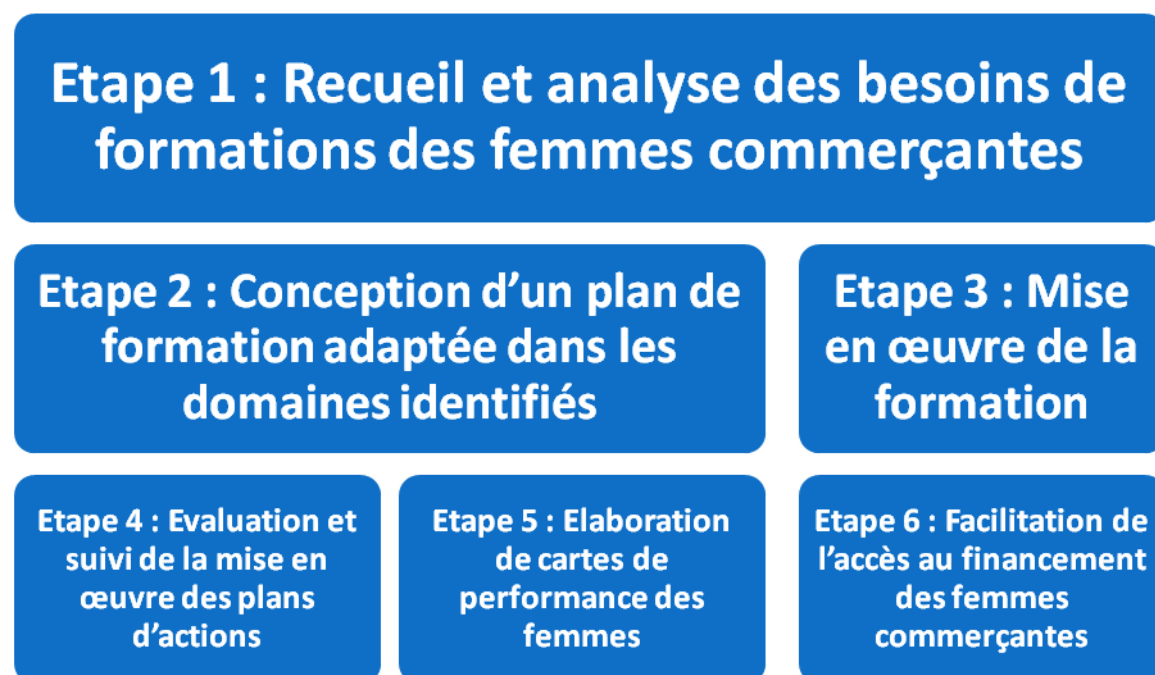 Etape 1 : Recueil et analyse des besoins de
formations des femmes commerçantes
Etape 2 : Conception d’un plan de
formation adaptée dans les
domaines identifiés
Etape 3 : Mise
en œuvre de la
formation
Etape 4 : Evaluation et
suivi de la mise en
œuvre des plans
d’actions
Etape 5 : Elaboration
de cartes de
performance des
femmes
Etape 6 : Facilitation de
l’accès au financement
des femmes
commerçantes